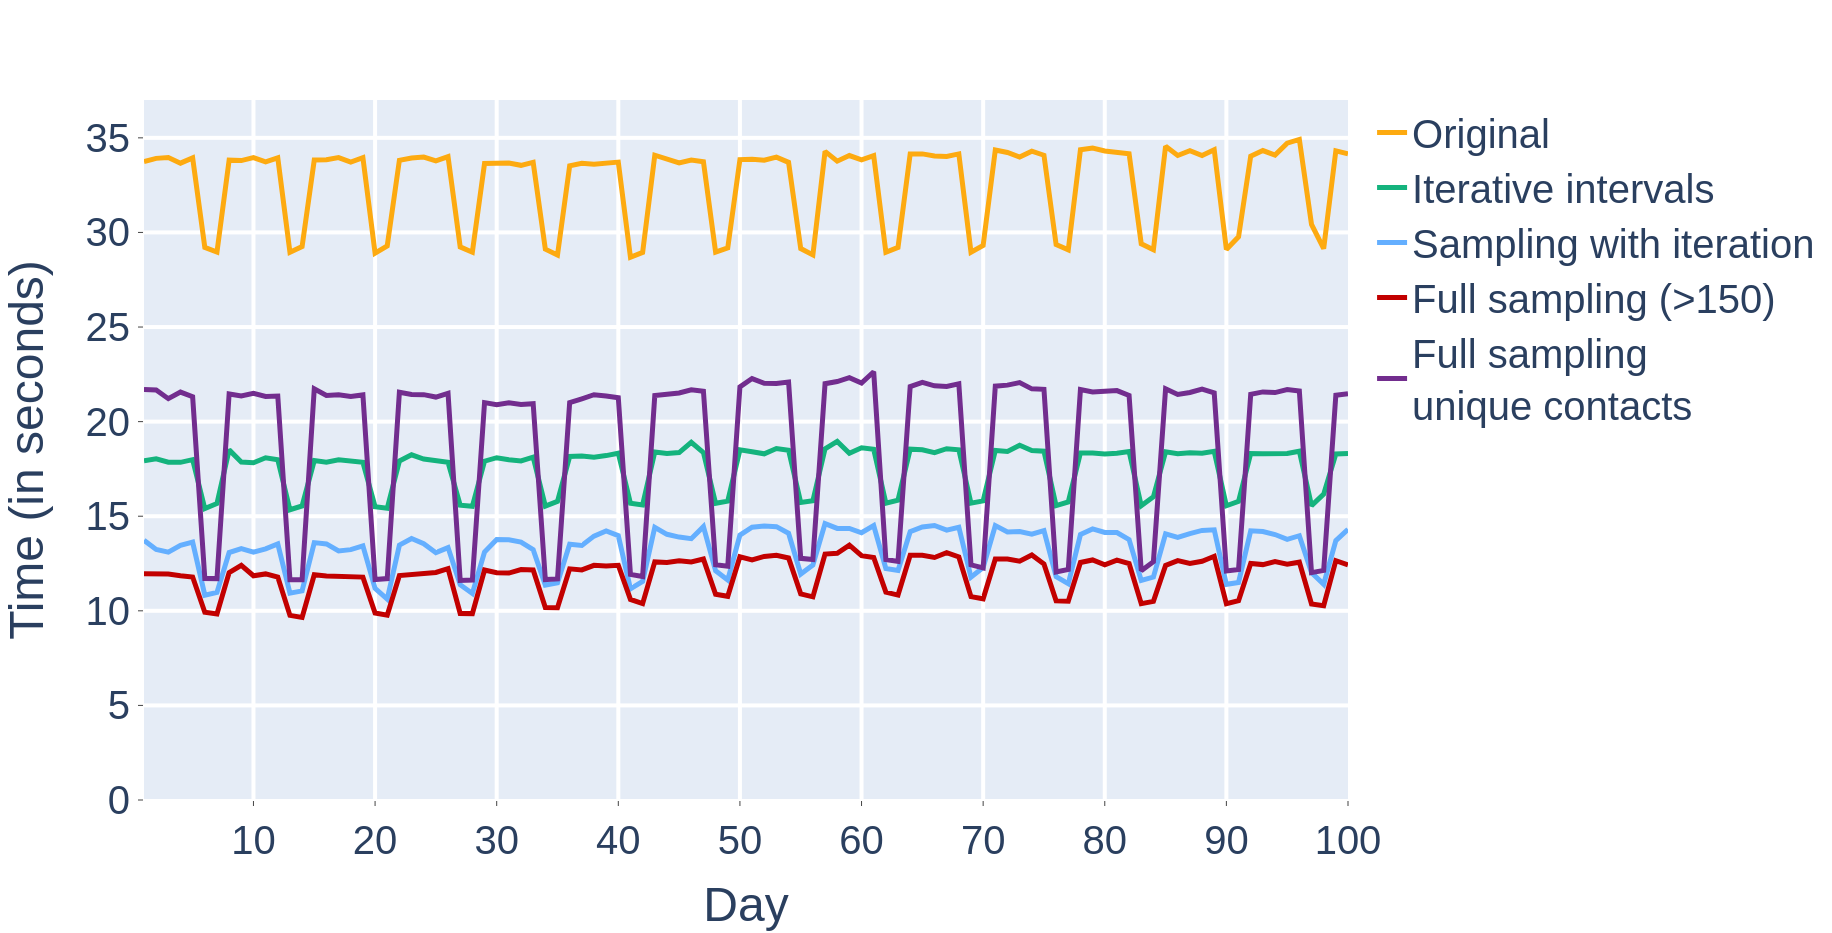 Time (in seconds)
35
30
25
20
15
10
5
0
10 20 30 40 50 60 70 80 90 100
Day
Original
Iterative intervals
Sampling with iteration
Full sampling (>150)
Full sampling
unique contacts